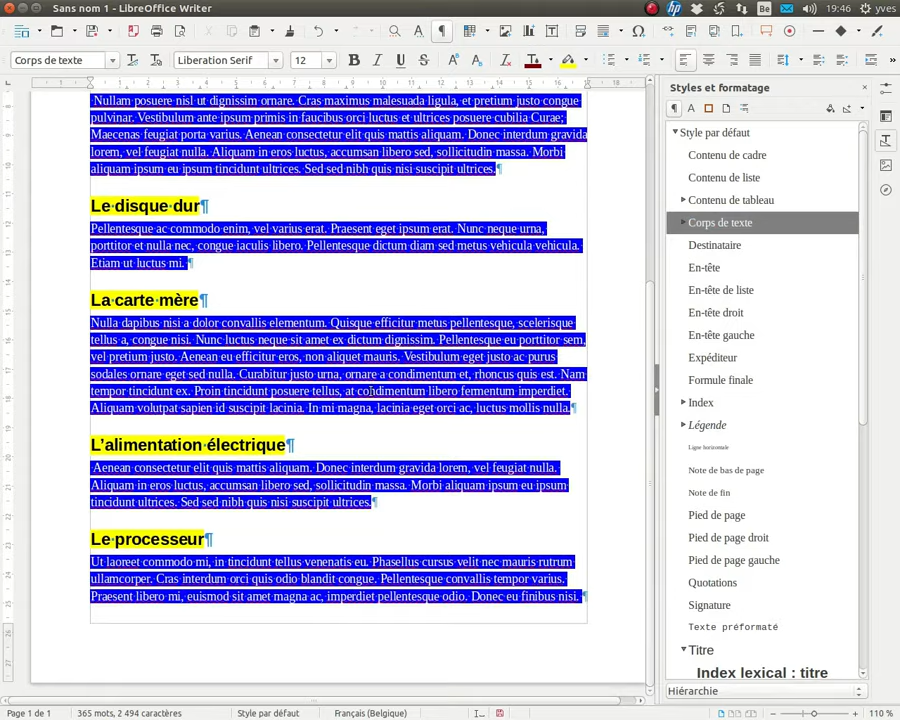 Sans nom 1 - LibreOffice Writer
Be
19:46
yves
Corps de texte
Liberation Serif
12
Nullam posuere nisl ut dignissim ornare. Cras maximus malesuada ligula, et pretium justo congue
pulvinar. Vestibulum ante ipsum primis in faucibus orci luctus et ultrices posuere cubilia Curae;
Maecenas feugiat porta varius. Aenean consectetur elit quis mattis aliquam. Donec interdum gravida
lorem, vel feugiat nulla. Aliquam in eros luctus, accumsan libero sed, sollicitudin massa. Morbi
aliquam ipsum eu ipsum tincidunt ultrices. Sed sed nibh quis nisi suscipit ultrices.¶
Le disque dur¶
Pellentesque ac commodo enim, vel varius erat. Praesent eget ipsum erat. Nunc neque urna,
porttitor et nulla nec, congue iaculis libero. Pellentesque dictum diam sed metus vehicula vehicula.
Etiam ut luctus mi. ¶
La carte mère¶
Nulla dapibus nisi a dolor convallis elementum. Quisque efficitur metus pellentesque, scelerisque
tellus a, congue nisi. Nunc luctus neque sit amet ex dictum dignissim. Pellentesque eu porttitor sem,
vel pretium justo. Aenean eu efficitur eros, non aliquet mauris. Vestibulum eget justo ac purus
sodales ornare eget sed nulla. Curabitur justo urna, ornare a condimentum et, rhoncus quis est. Nam
tempor tincidunt ex. Proin tincidunt posuere tellus, at condimentum libero fermentum imperdiet.
Aliquam volutpat sapien id suscipit lacinia. In mi magna, lacinia eget orci ac, luctus mollis nulla.¶
L'alimentation électrique¶
Aenean consectetur elit quis mattis aliquam. Donec interdum gravida lorem, vel feugiat nulla.
Aliquam in eros luctus, accumsan libero sed, sollicitudin massa. Morbi aliquam ipsum eu ipsum
tincidunt ultrices. Sed sed nibh quis nisi suscipit ultrices.¶
Le processeur¶
Ut laoreet commodo mi, in tincidunt tellus venenatis eu. Phasellus cursus velit nec mauris rutrum
ullamcorper. Cras interdum orci quis odio blandit congue. Pellentesque convallis tempor varius.
Praesent libero mi, euismod sit amet magna ac, imperdiet pellentesque odio. Donec eu finibus nisi. ¶
Styles et formatage
Style par défaut
Contenu de cadre
Contenu de liste
Contenu de tableau
Corps de texte
Destinataire
En-tête
En-tête de liste
En-tête droit
En-tête gauche
Expéditeur
Formule finale
Index
Légende
Ligne horizontale
Note de bas de page
Note de fin
Pied de page
Pied de page droit
Pied de page gauche
Quotations
Signature
Texte préformaté
Titre
Index lexical : titre
Hiérarchie
Page 1 de 1
365 mots, 2 494 caractères
Style par défaut
Français (Belgique)
110 %